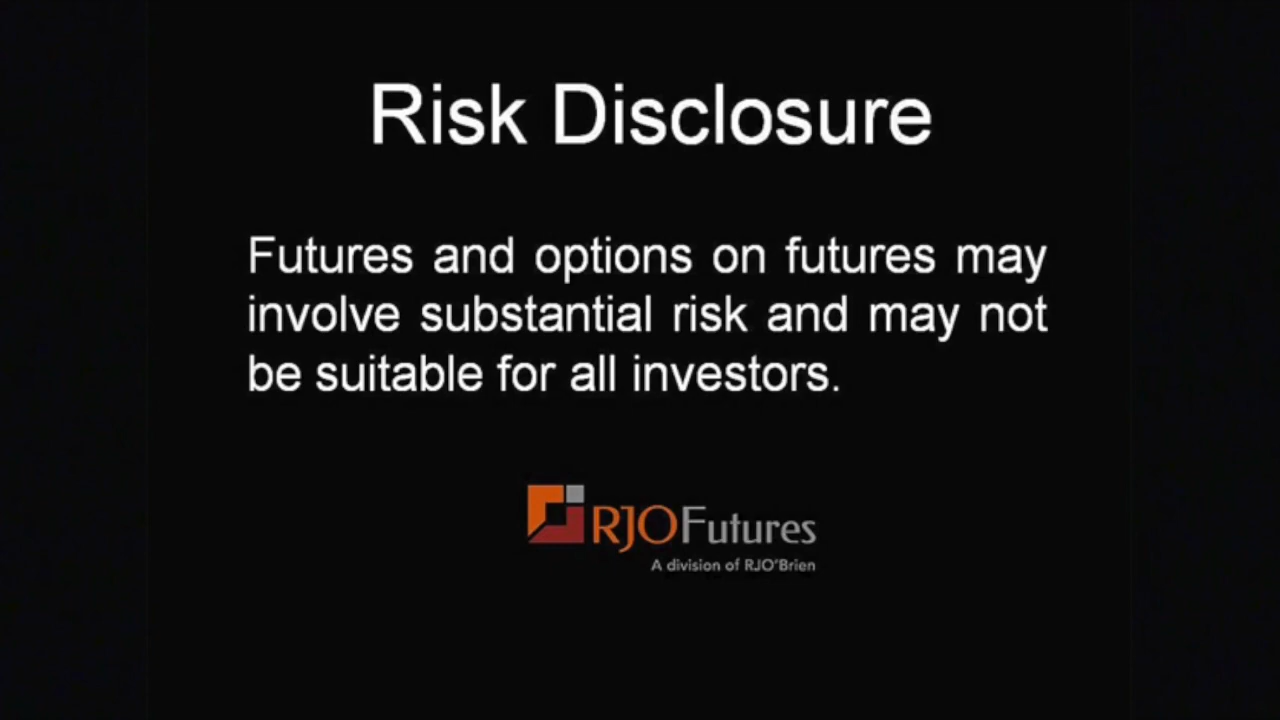 Risk Disclosure
Futures and options on futures may
involve substantial risk and may not
be suitable for all investors.
RJOFutures
A division of RJO'Brien